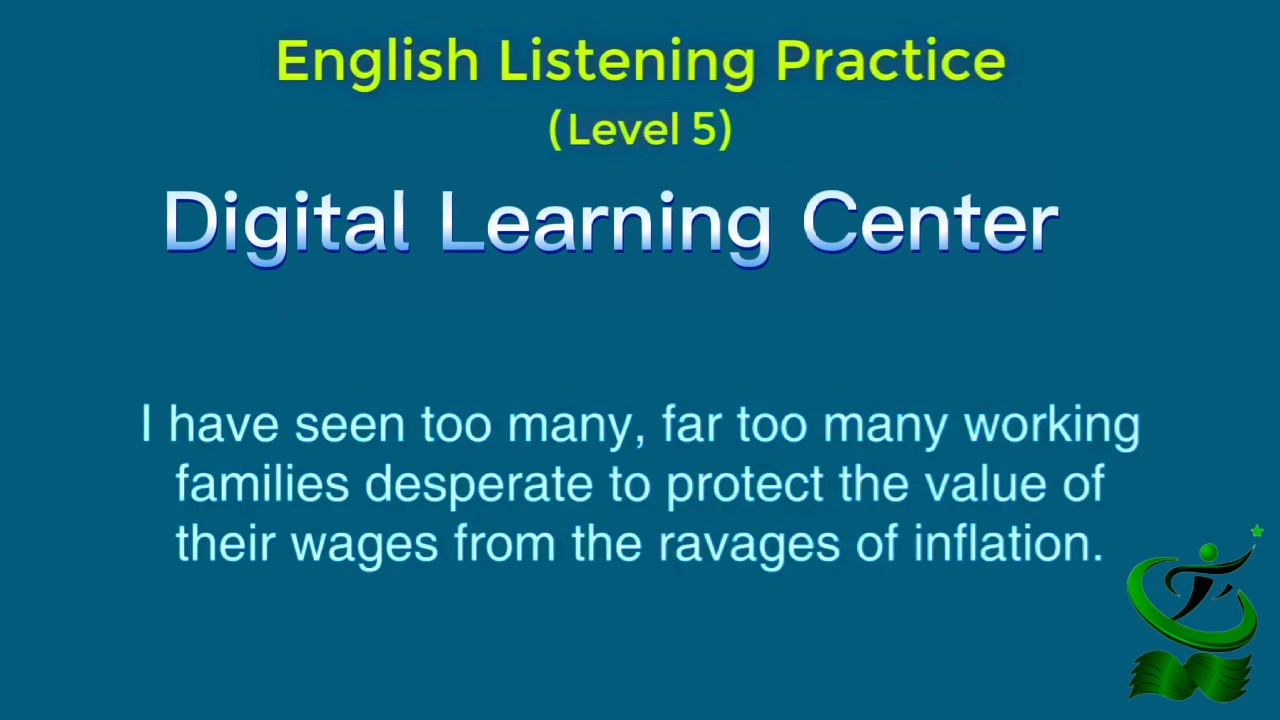 English Listening Practice
(Level 5)
Digital Learning Center
I have seen too many, far too many working
families desperate to protect the value of
their wages from the ravages of inflation.